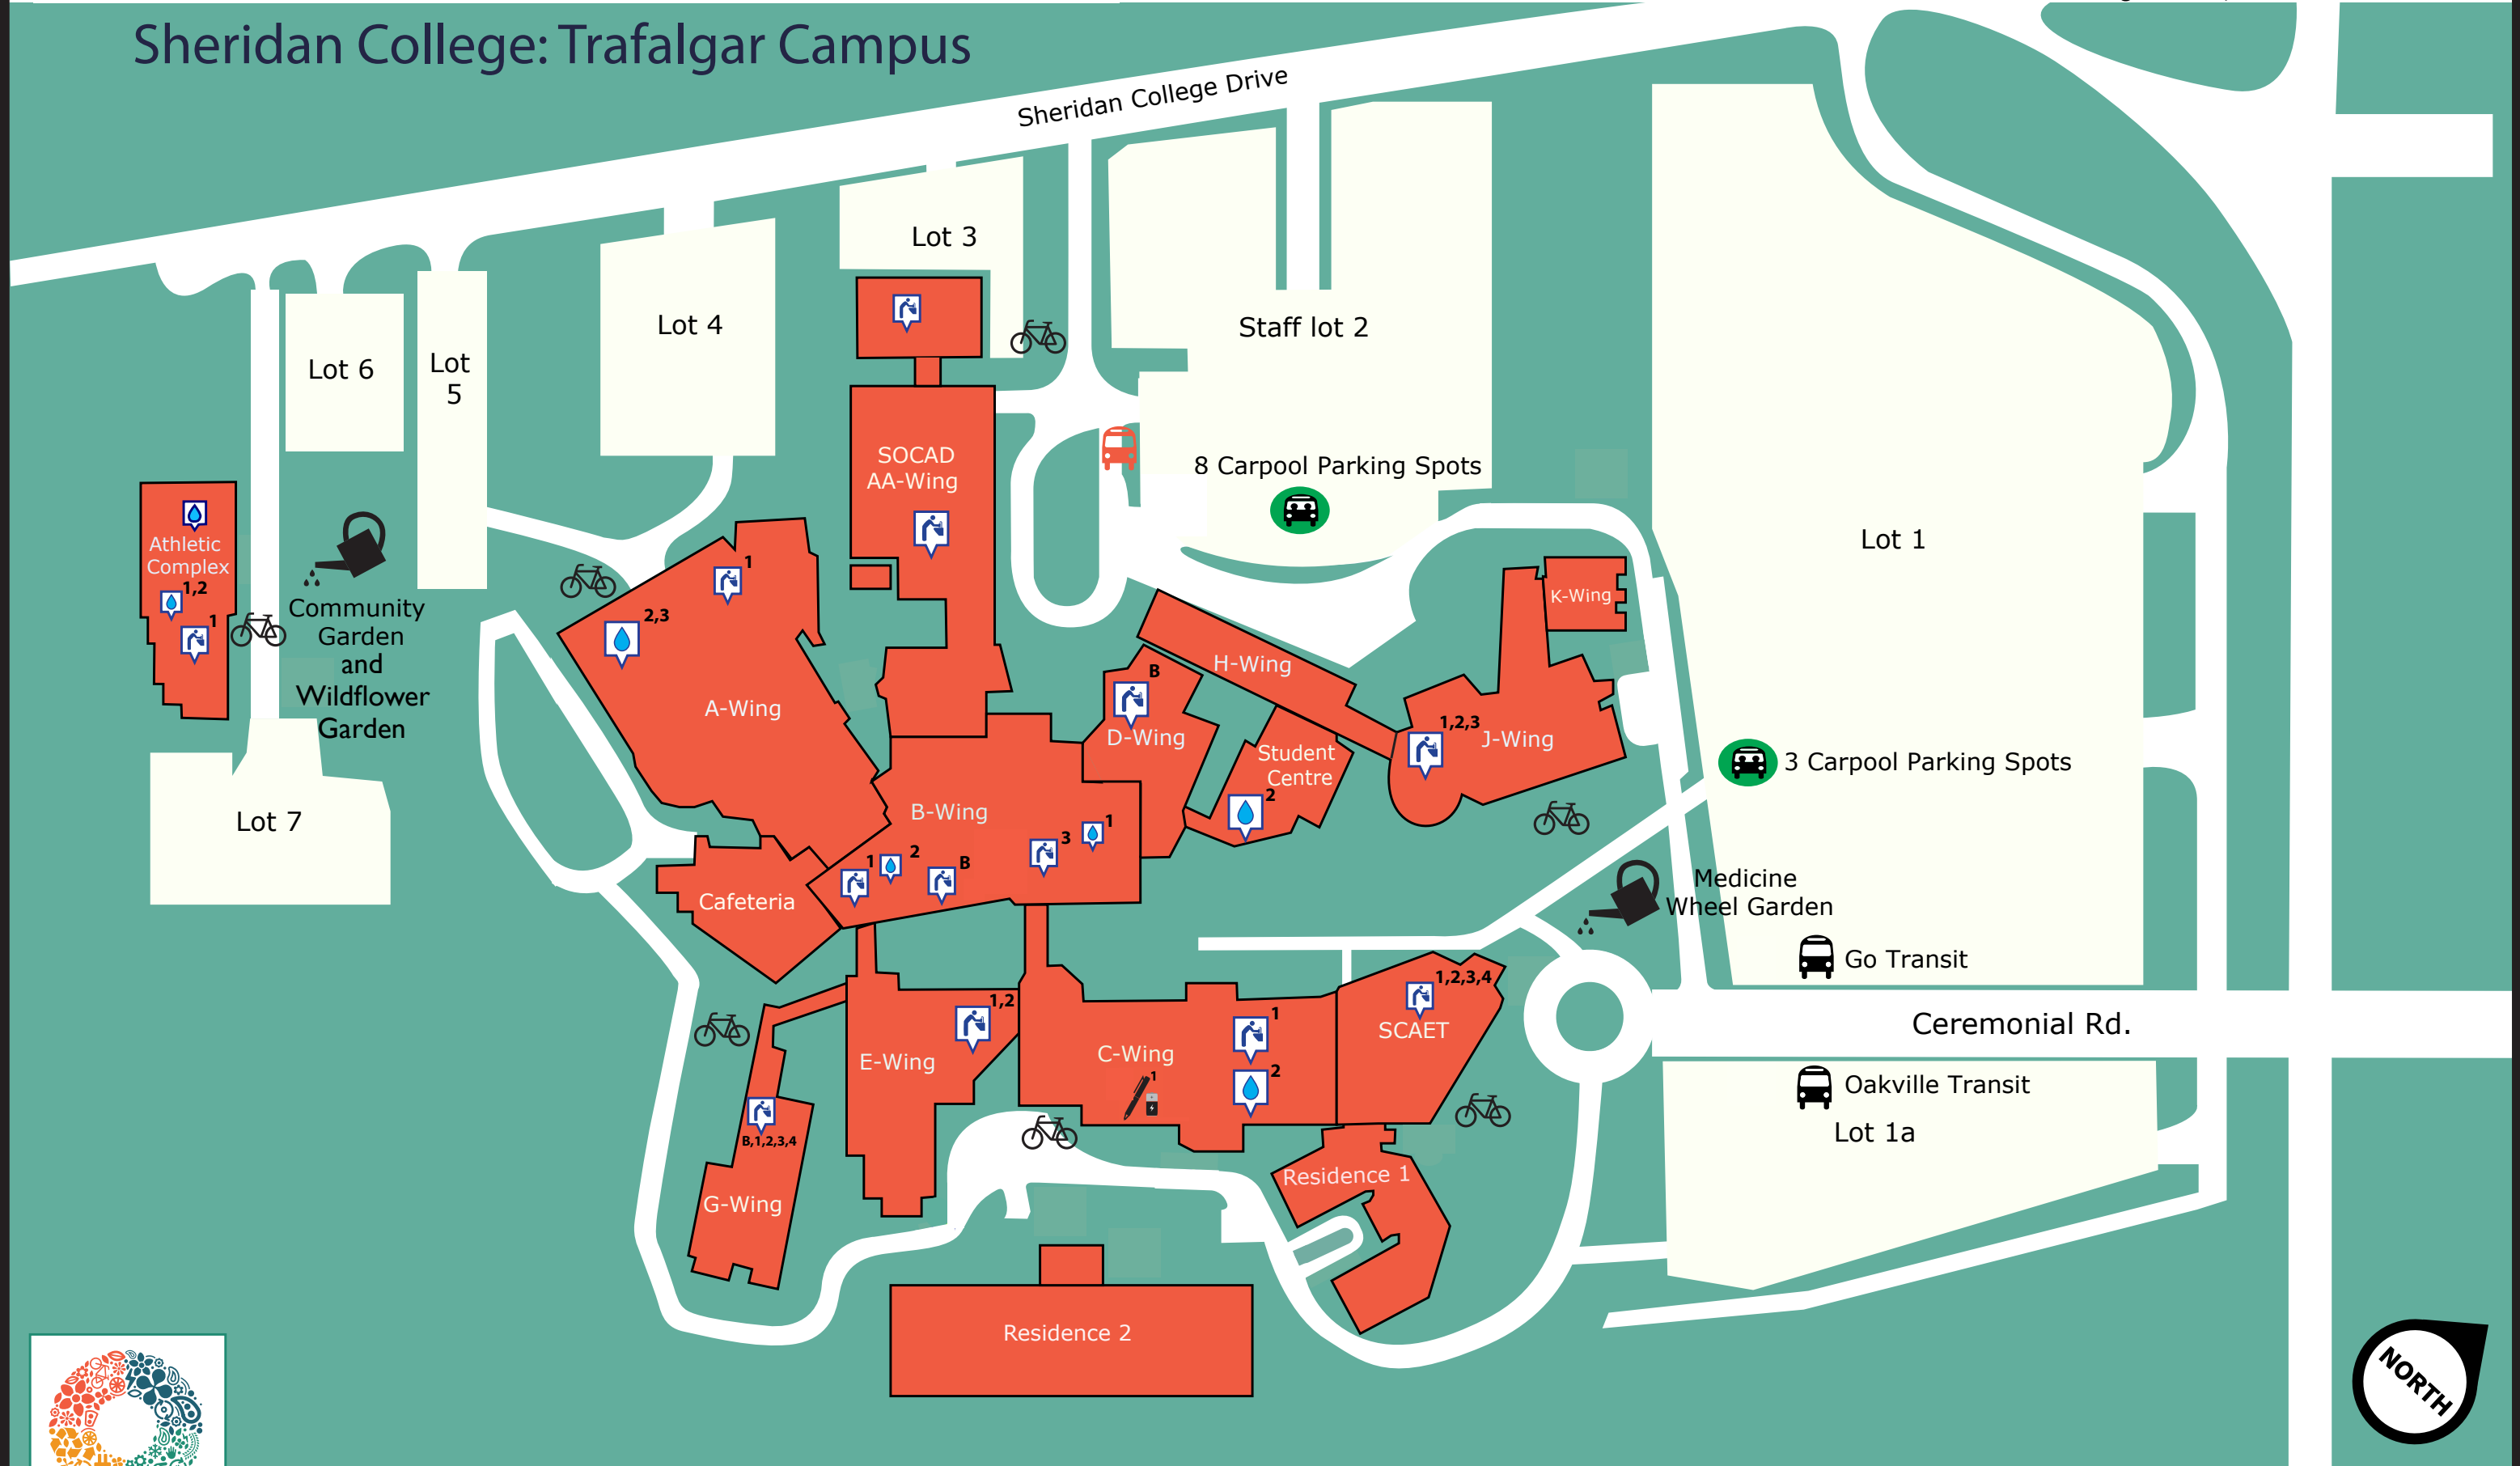 Sheridan College: Trafalgar Campus
Sheridan College Drive
Lot 3
Lot 4
Staff lot 2
Lot 6
Lot
5
SOCAD
AA-Wing
8 Carpool Parking Spots
Lot 1
Athletic
Complex
1,2
1
Community
Garden
and
Wildflower
Garden
1
2,3
A-Wing
K-Wing
H-Wing
B
D-Wing
Student
Centre
2
1,2,3
J-Wing
3 Carpool Parking Spots
Lot 7
B-Wing
1
2
B
3
1
Cafeteria
Medicine
Wheel Garden
Go Transit
1,2
E-Wing
C-Wing
1
1
2
1,2,3,4
SCAET
Ceremonial Rd.
Oakville Transit
Lot 1a
B,1,2,3,4
G-Wing
Residence 1
Residence 2
NORTH